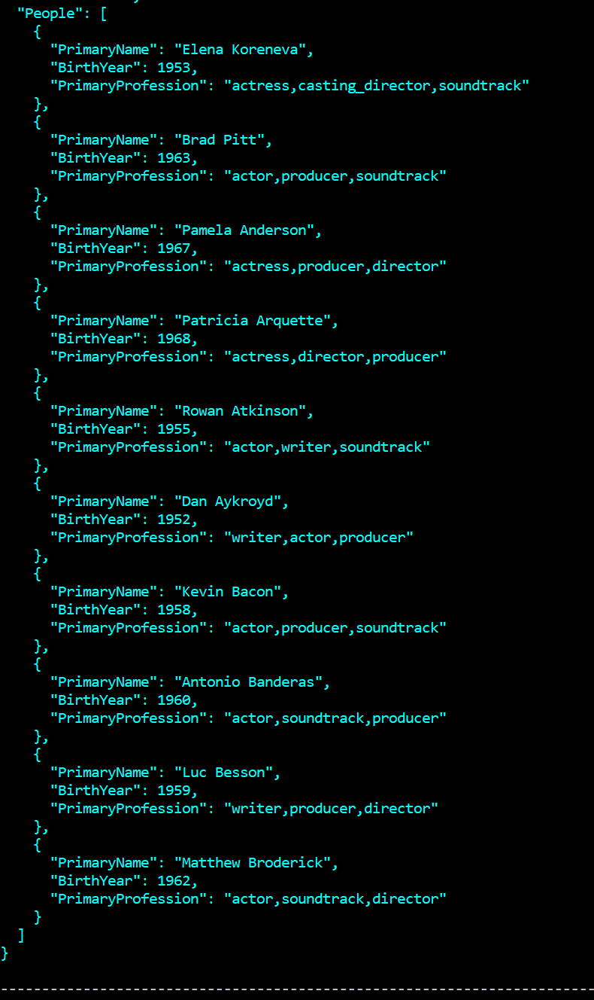 "People": [
{
"PrimaryName": "Elena Koreneva",
"BirthYear": 1953,
"PrimaryProfession": "actress,casting_director,soundtrack"
},
{
"PrimaryName": "Brad Pitt",
"BirthYear": 1963,
"PrimaryProfession": "actor,producer,soundtrack"
},
{
"PrimaryName": "Pamela Anderson",
"BirthYear": 1967,
"PrimaryProfession": "actress,producer,director"
},
{
"PrimaryName": "Patricia Arquette",
"BirthYear": 1968,
"PrimaryProfession": "actress,director,producer"
},
{
"PrimaryName": "Rowan Atkinson",
"BirthYear": 1955,
"PrimaryProfession": "actor,writer,soundtrack"
},
{
"PrimaryName": "Dan Aykroyd",
"BirthYear": 1952,
"PrimaryProfession": "writer,actor,producer"
},
{
"PrimaryName": "Kevin Bacon",
"BirthYear": 1958,
"PrimaryProfession": "actor,producer,soundtrack"
},
{
"PrimaryName": "Antonio Banderas",
"BirthYear": 1960,
"PrimaryProfession": "actor,soundtrack,producer"
},
{
"PrimaryName": "Luc Besson",
"BirthYear": 1959,
"PrimaryProfession": "writer,producer,director"
},
{
"PrimaryName": "Matthew Broderick",
"BirthYear": 1962,
"PrimaryProfession": "actor,soundtrack,director"
}
]
}
------------------------------------------------------------------------